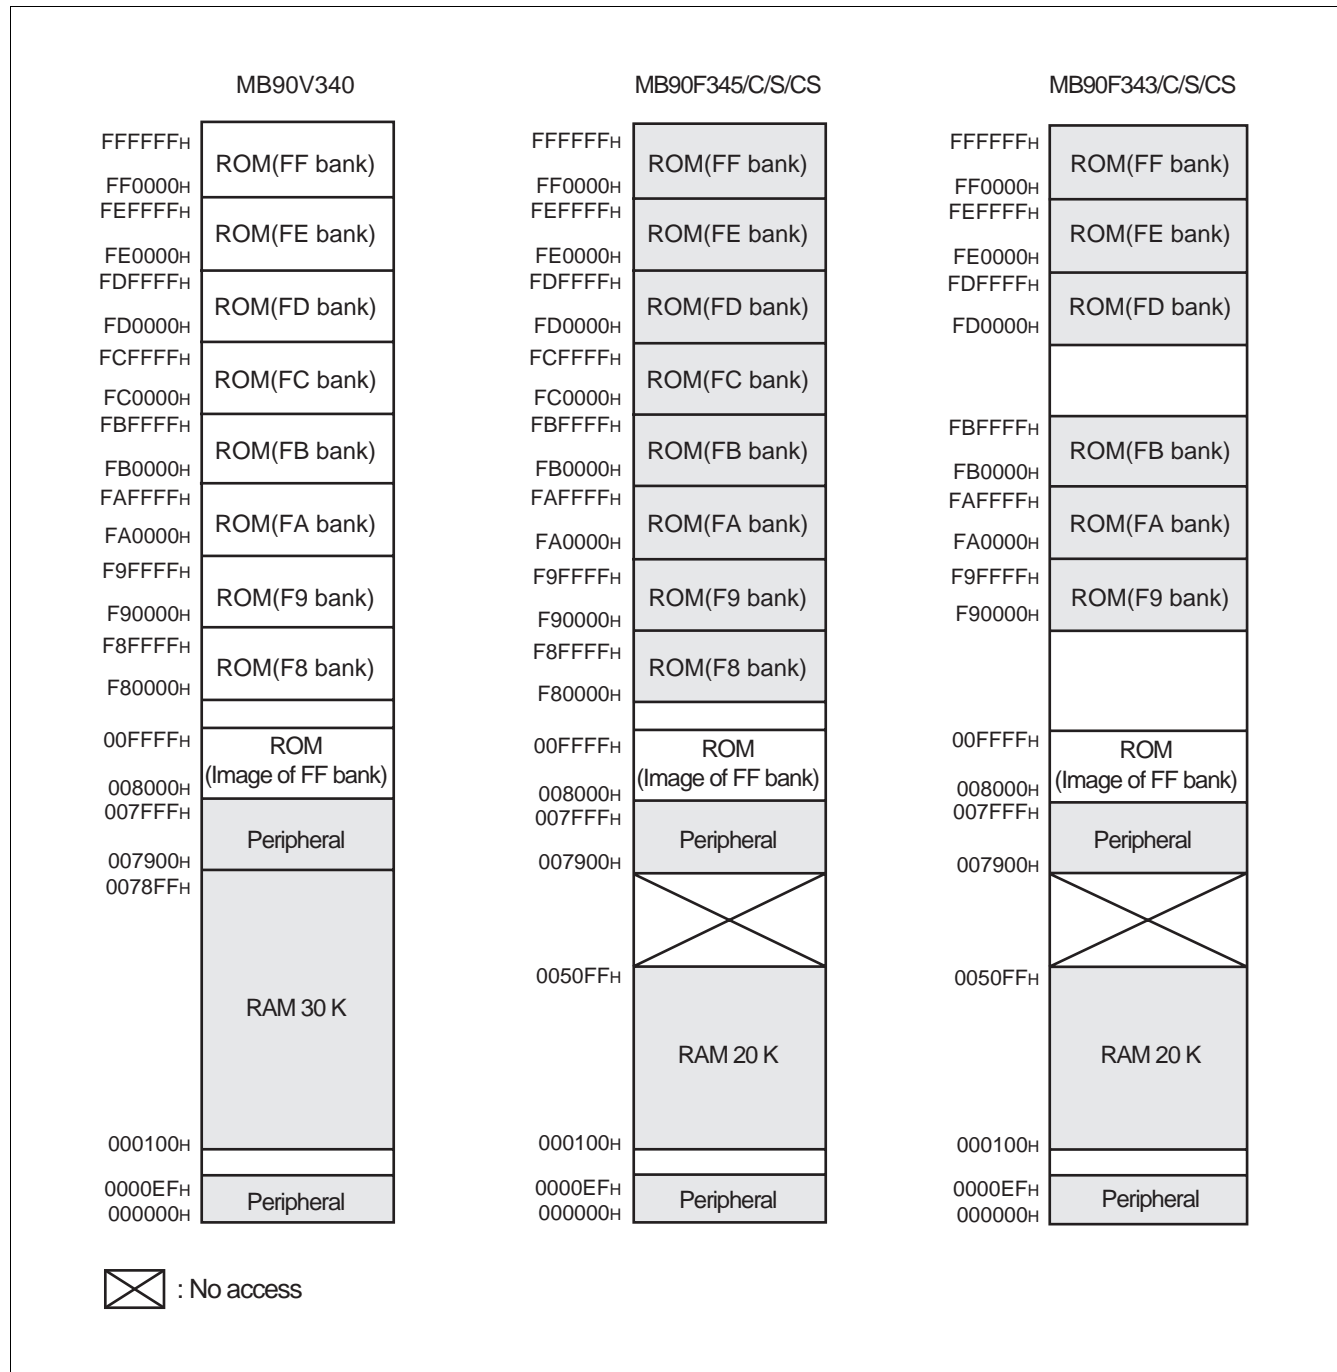 MB90V340
FFFFFFH
ROM(FF bank)
FF0000H
FEFFFFH
ROM(FE bank)
FE0000H
FDFFFFH
ROM(FD bank)
FD0000H
FCFFFFH
ROM(FC bank)
FC0000H
FBFFFFH
ROM(FB bank)
FB0000H
FAFFFFH
ROM(FA bank)
FA0000H
F9FFFFH
ROM(F9 bank)
F90000H
F8FFFFH
ROM(F8 bank)
F80000H
00FFFFH
ROM
(Image of FF bank)
008000H
007FFFH
Peripheral
007900H
0078FFH
RAM 30 K
000100H
0000EFH
Peripheral
000000H
MB90F345/C/S/CS
FFFFFFH
ROM(FF bank)
FF0000H
FEFFFFH
ROM(FE bank)
FE0000H
FDFFFFH
ROM(FD bank)
FD0000H
FCFFFFH
ROM(FC bank)
FC0000H
FBFFFFH
ROM(FB bank)
FB0000H
FAFFFFH
ROM(FA bank)
FA0000H
F9FFFFH
ROM(F9 bank)
F90000H
F8FFFFH
ROM(F8 bank)
F80000H
00FFFFH
ROM
(Image of FF bank)
008000H
007FFFH
Peripheral
007900H
0050FFH
RAM 20 K
000100H
0000EFH
Peripheral
000000H
MB90F343/C/S/CS
FFFFFFH
ROM(FF bank)
FF0000H
FEFFFFH
ROM(FE bank)
FE0000H
FDFFFFH
ROM(FD bank)
FD0000H
FBFFFFH
ROM(FB bank)
FB0000H
FAFFFFH
ROM(FA bank)
FA0000H
F9FFFFH
ROM(F9 bank)
F90000H
00FFFFH
ROM
(Image of FF bank)
008000H
007FFFH
Peripheral
007900H
0050FFH
RAM 20 K
000100H
0000EFH
Peripheral
000000H
: No access